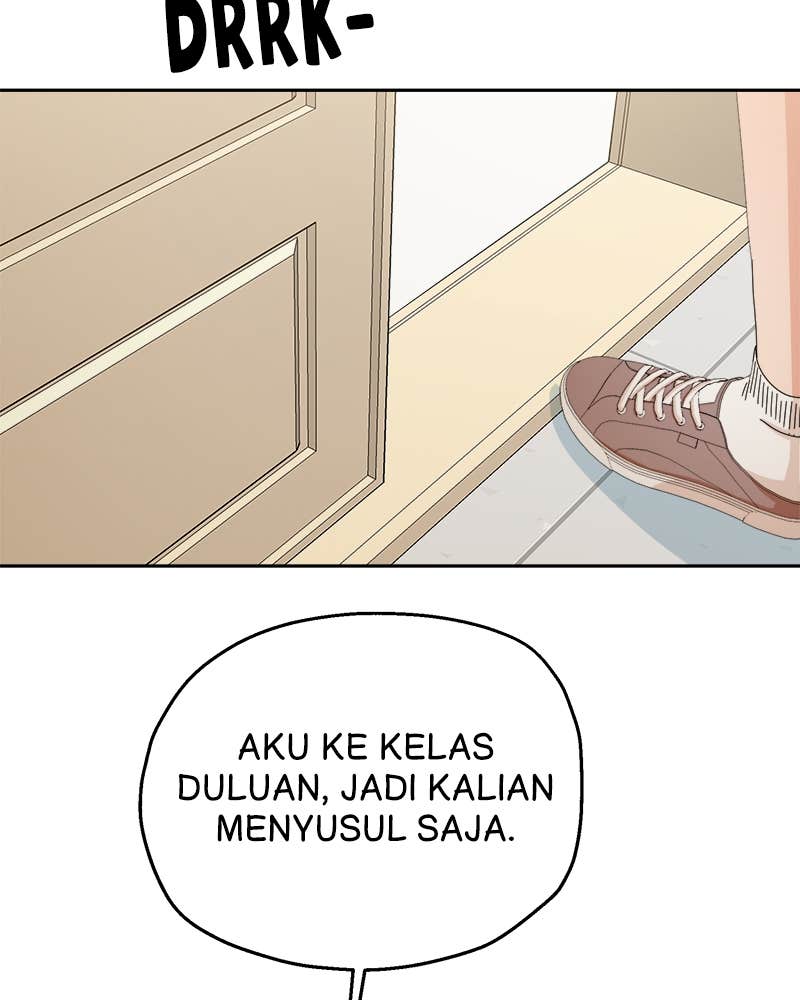 DRRK-
AKU KE KELAS
DULUAN, JADI KALIAN
MENYUSUL SAJA.